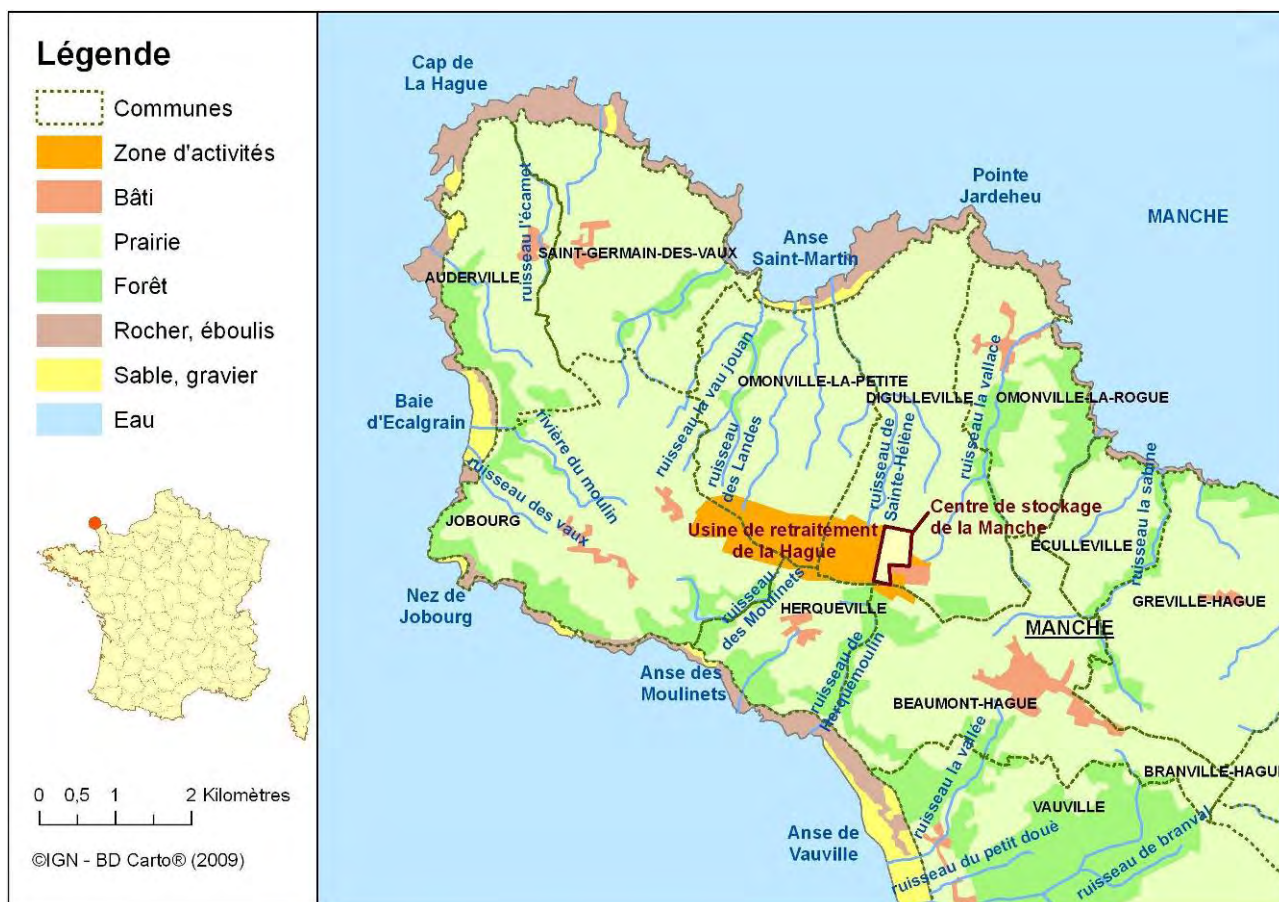 Légende
Communes
Zone d'activités
Bâti
Prairie
Forêt
Rocher, éboulis
Sable, gravier
Eau
0 0,5 1 2 Kilomètres
©IGN - BD Carto® (2009)
Cap de
La Hague
Pointe
Jardeheu
MANCHE
Anse
Saint-Martin
ruisseau l'écamet
SAINT-GERMAIN-DES-VAUX
AUDERVILLE
Baie
d'Ecalgrain
rivière du moulin
ruisseau des vaux
JOBOURG
Nez de
Jobourg
ruisseau la vau jouan
ruisseau
des Landes
OMONVILLE-LA-PETITE
DIGULLEVILLE
ruisseau de
Sainte-Hélène
ruisseau la vallace
OMONVILLE-LA-ROGUE
ruisseau la sabine
Usine de retraitement
de la Hague
Centre de stockage
de la Manche
ÉCULLEVILLE
GREVILLE-HAGUE
MANCHE
ruisseau
des Moulinets
HERQUEVILLE
Anse des
Moulinets
ruisseau de
Herquemoulin
BEAUMONT-HAGUE
ruisseau la vallée
BRANVILLE-HAGUE
VAUVILLE
Anse de
Vauville
ruisseau du petit douè
ruisseau de branval